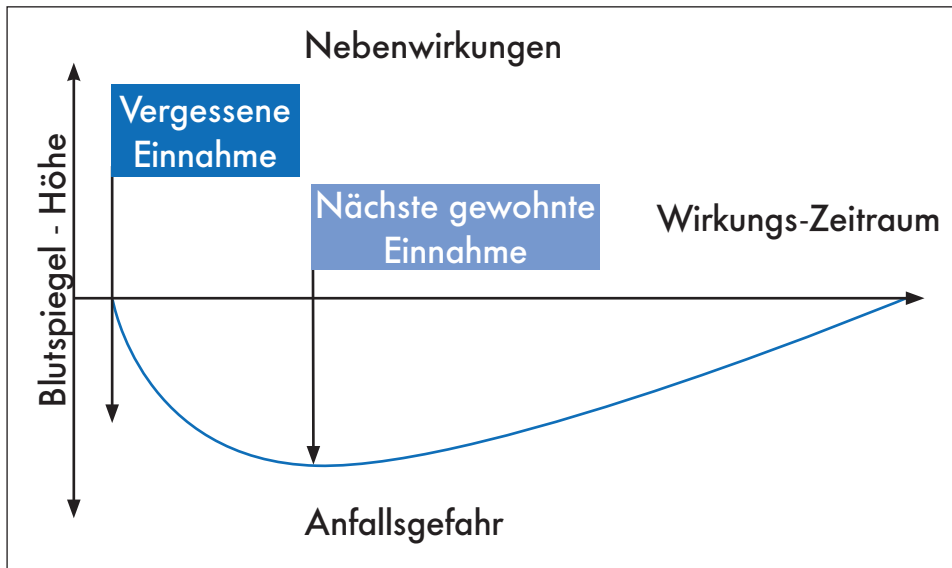 Nebenwirkungen
Vergessene
Einnahme
Blutspiegel - Höhe
Nächste gewohnte
Einnahme
Wirkungs-Zeitraum
Anfallsgefahr